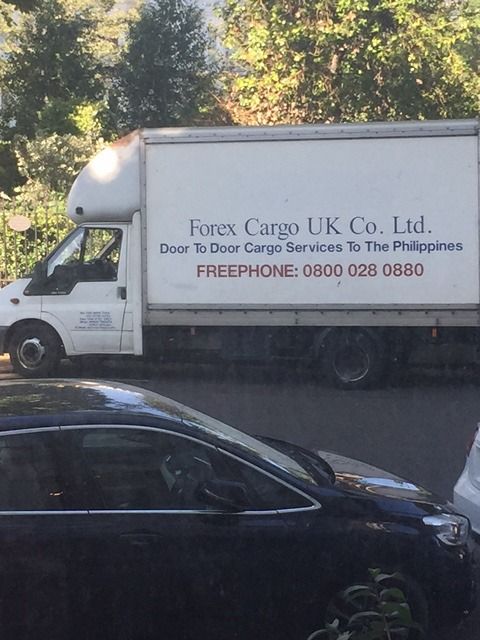 Forex Cargo UK Co. Ltd.
Door To Door Cargo Services To The Philippines
FREEPHONE: 0800 028 0880